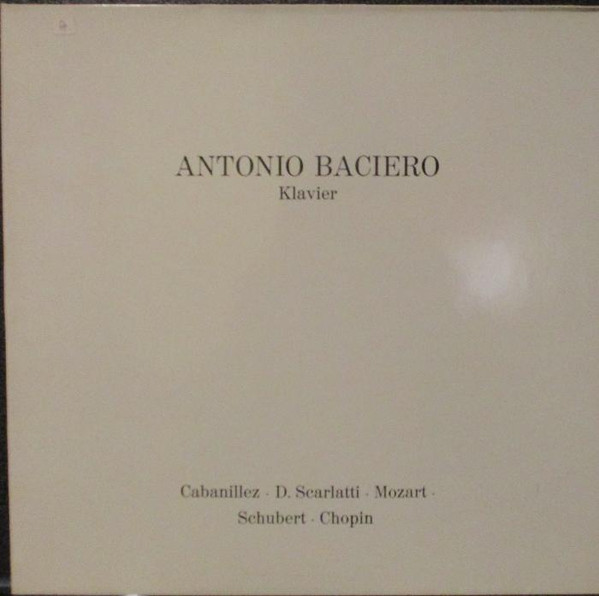 ANTONIO BACIERO
Klavier
Cabanillez · D. Scarlatti · Mozart ·
Schubert · Chopin